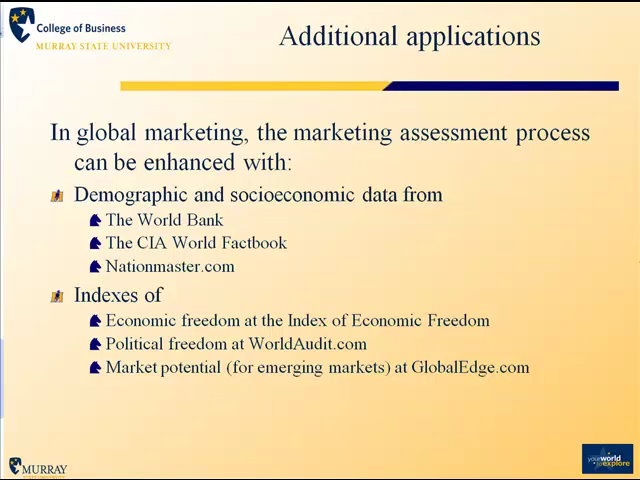 College of Business
MURRAY STATE UNIVERSITY
Additional applications
In global marketing, the marketing assessment process
can be enhanced with:
Demographic and socioeconomic data from
The World Bank
The CIA World Factbook
Nationmaster.com
Indexes of
Economic freedom at the Index of Economic Freedom
Political freedom at WorldAudit.com
Market potential (for emerging markets) at GlobalEdge.com
MURRAY
STATE UNIVERSITY
your world
to explore